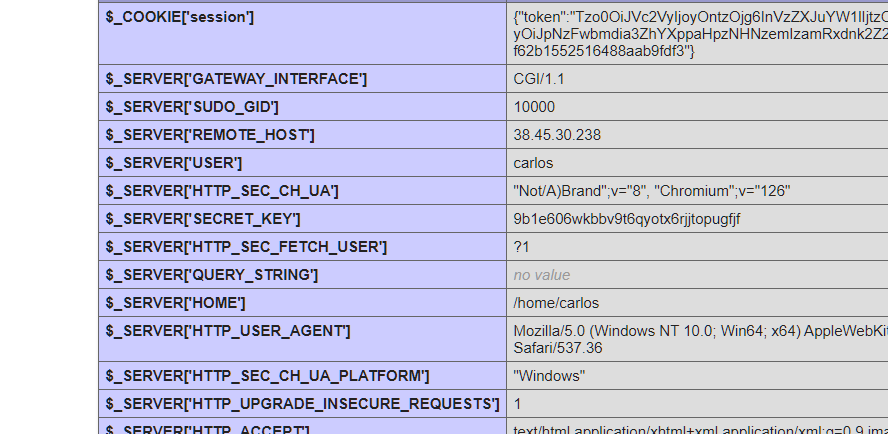 $_COOKIE['session']
{"token":"Tzo0OiJVc2VyIjoyOntzOjg6InVzZXJuYW1lIjtzO
yOiJpNzFwbmdia3ZhYXppaHpzNHNzemIzamRxdnk2Z2
f62b1552516488aab9fdf3"}
$_SERVER['GATEWAY_INTERFACE']
CGI/1.1
$_SERVER['SUDO_GID']
10000
$_SERVER['REMOTE_HOST']
38.45.30.238
$_SERVER['USER']
carlos
$_SERVER['HTTP_SEC_CH_UA']
"Not/A)Brand";v="8", "Chromium";v="126"
$_SERVER['SECRET_KEY']
9b1e606wkbbv9t6qyotx6rjjtopugfjf
$_SERVER['HTTP_SEC_FETCH_USER']
?1
$_SERVER['QUERY_STRING']
no value
$_SERVER['HOME']
/home/carlos
$_SERVER['HTTP_USER_AGENT']
Mozilla/5.0 (Windows NT 10.0; Win64; x64) AppleWebKit
Safari/537.36
$_SERVER['HTTP_SEC_CH_UA_PLATFORM']
"Windows"
$_SERVER['HTTP_UPGRADE_INSECURE_REQUESTS']
1
$_SERVER['HTTP_ACCEPT']
text/html,application/xhtml+xml,application/xml;q=0.9,ima